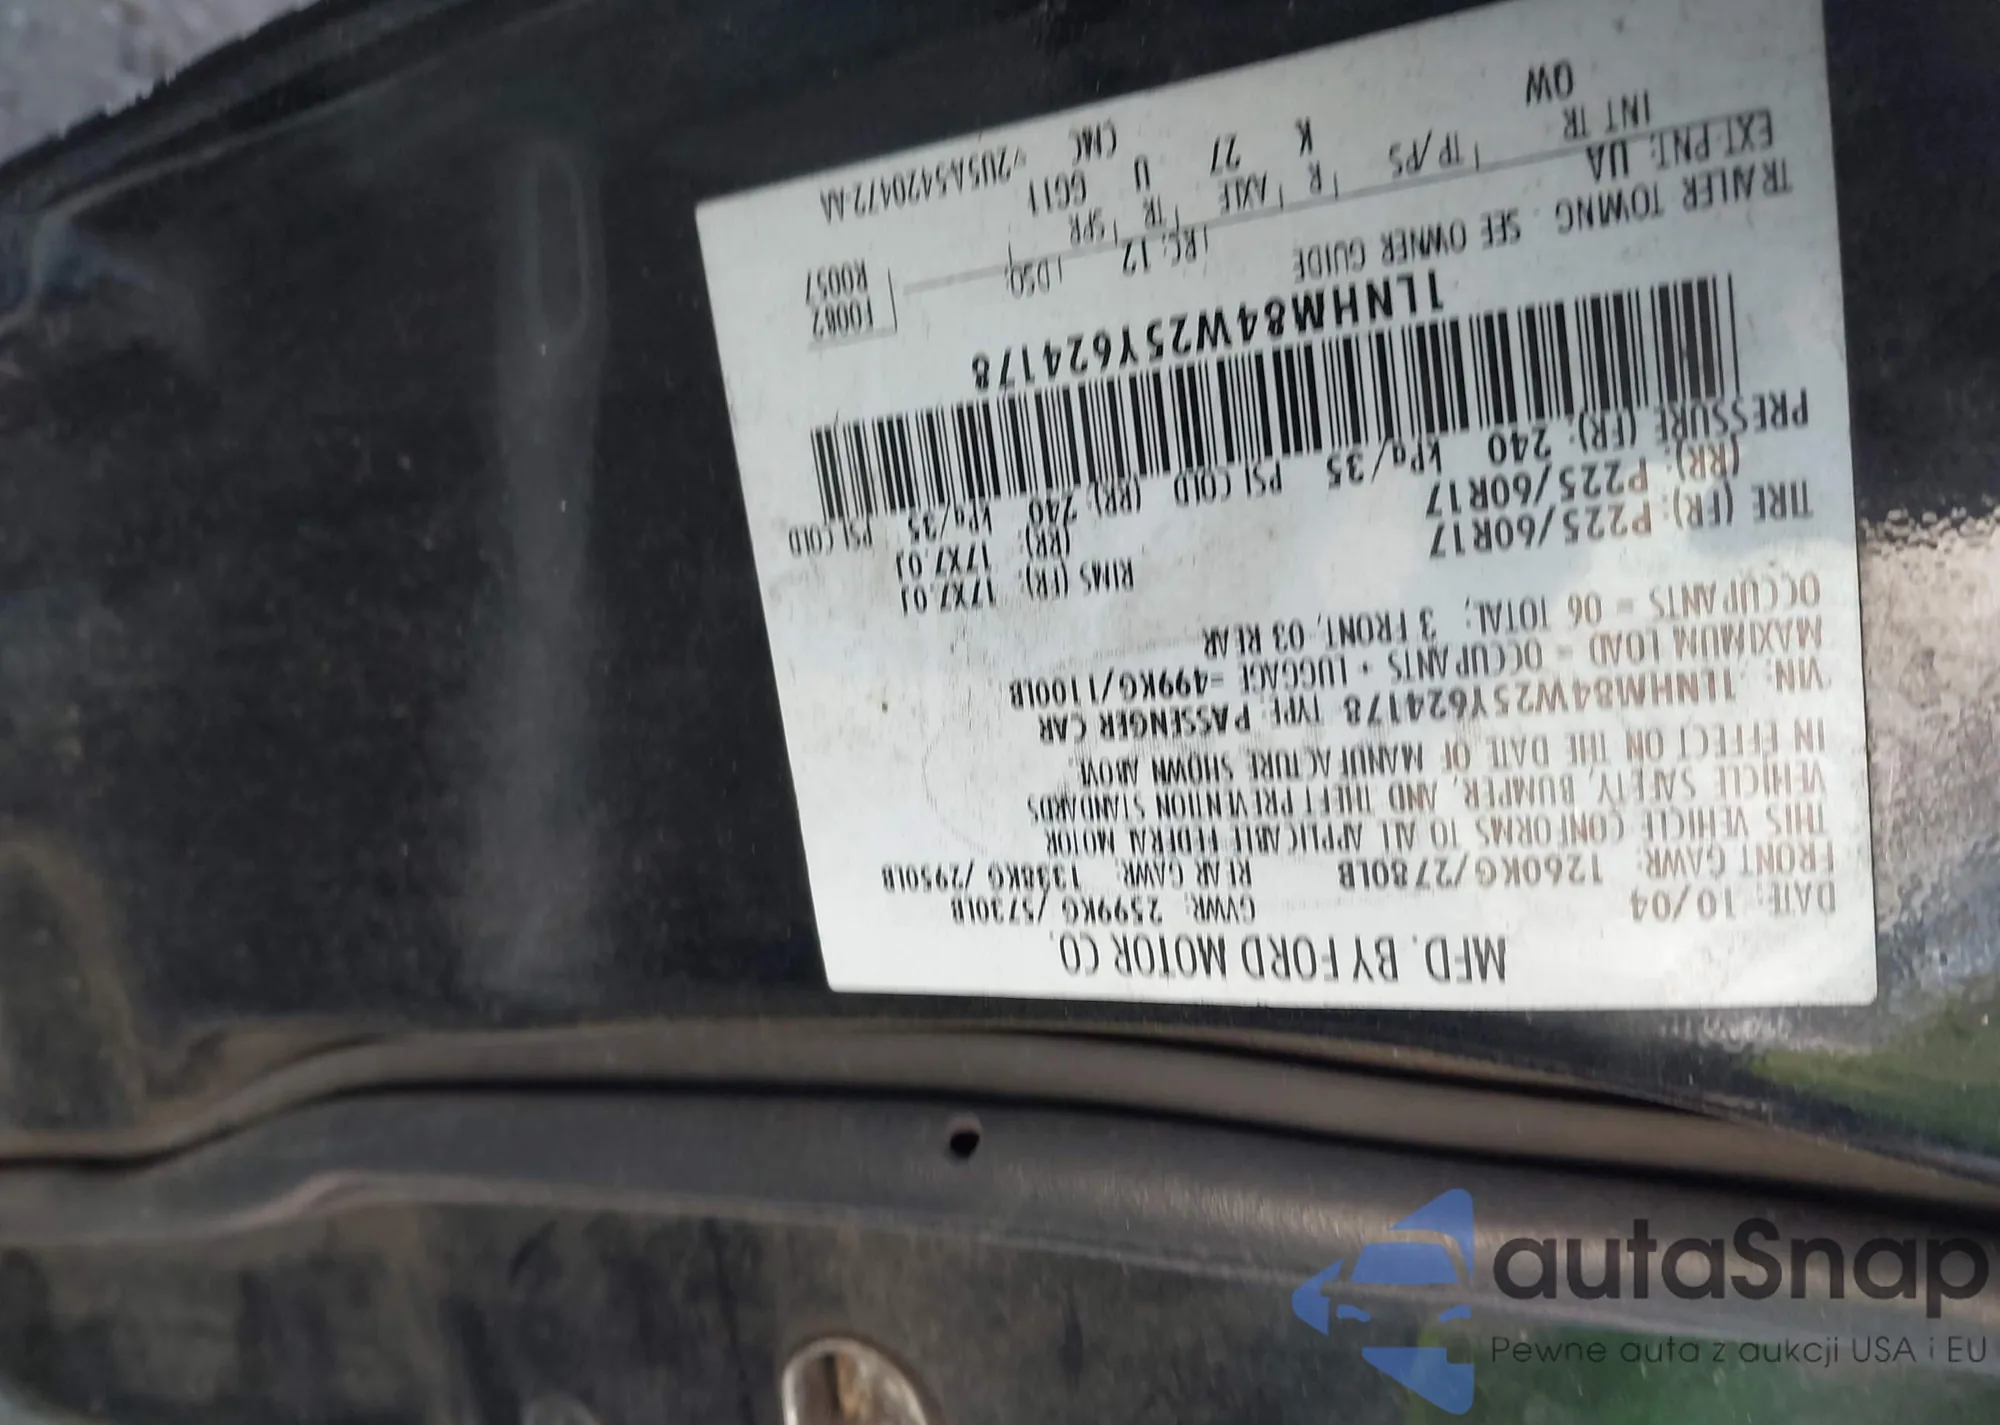 MFD. BY FORD MOTOR CO.
DATE: 10/04 GVWR: 2599KG/5730LB
FRONT GAWR: 1260KG/2780LB REAR GAWR: 1338KG/2950LB
THIS VEHICLE CONFORMS TO ALL APPLICABLE FEDERAL MOTOR
VEHICLE SAFETY, BUMPER, AND THEFT PREVENTION STANDARDS
IN EFFECT ON THE DATE OF MANUFACTURE SHOWN ABOVE.
VIN: 1LNHM84W25Y624178 TYPE: PASSENGER CAR
MAXIMUM LOAD = OCCUPANTS + LUGGAGE =499KG/1100LB
OCCUPANTS = 06 TOTAL; 3 FRONT, 03 REAR
TIRE (FR): P225/60R17 RIMS (FR): 17X7.0J
(RR): P225/60R17 (RR): 17X7.0J
PRESSURE (FR): 240 kPa/35 PSI COLD (RR): 240 kPa/35 PSI COLD
1LNHM84W25Y624178
TRAILER TOWING - SEE OWNER GUIDE
EXT PNT: UA RC: 12 DSO: F0082
R0057
INT TR TP/PS R AXLE TR SPR
QW K 27 U GG11
CMC 2U5A-5420472-AA
autaSnap
Pewne auta z aukcji USA i EU